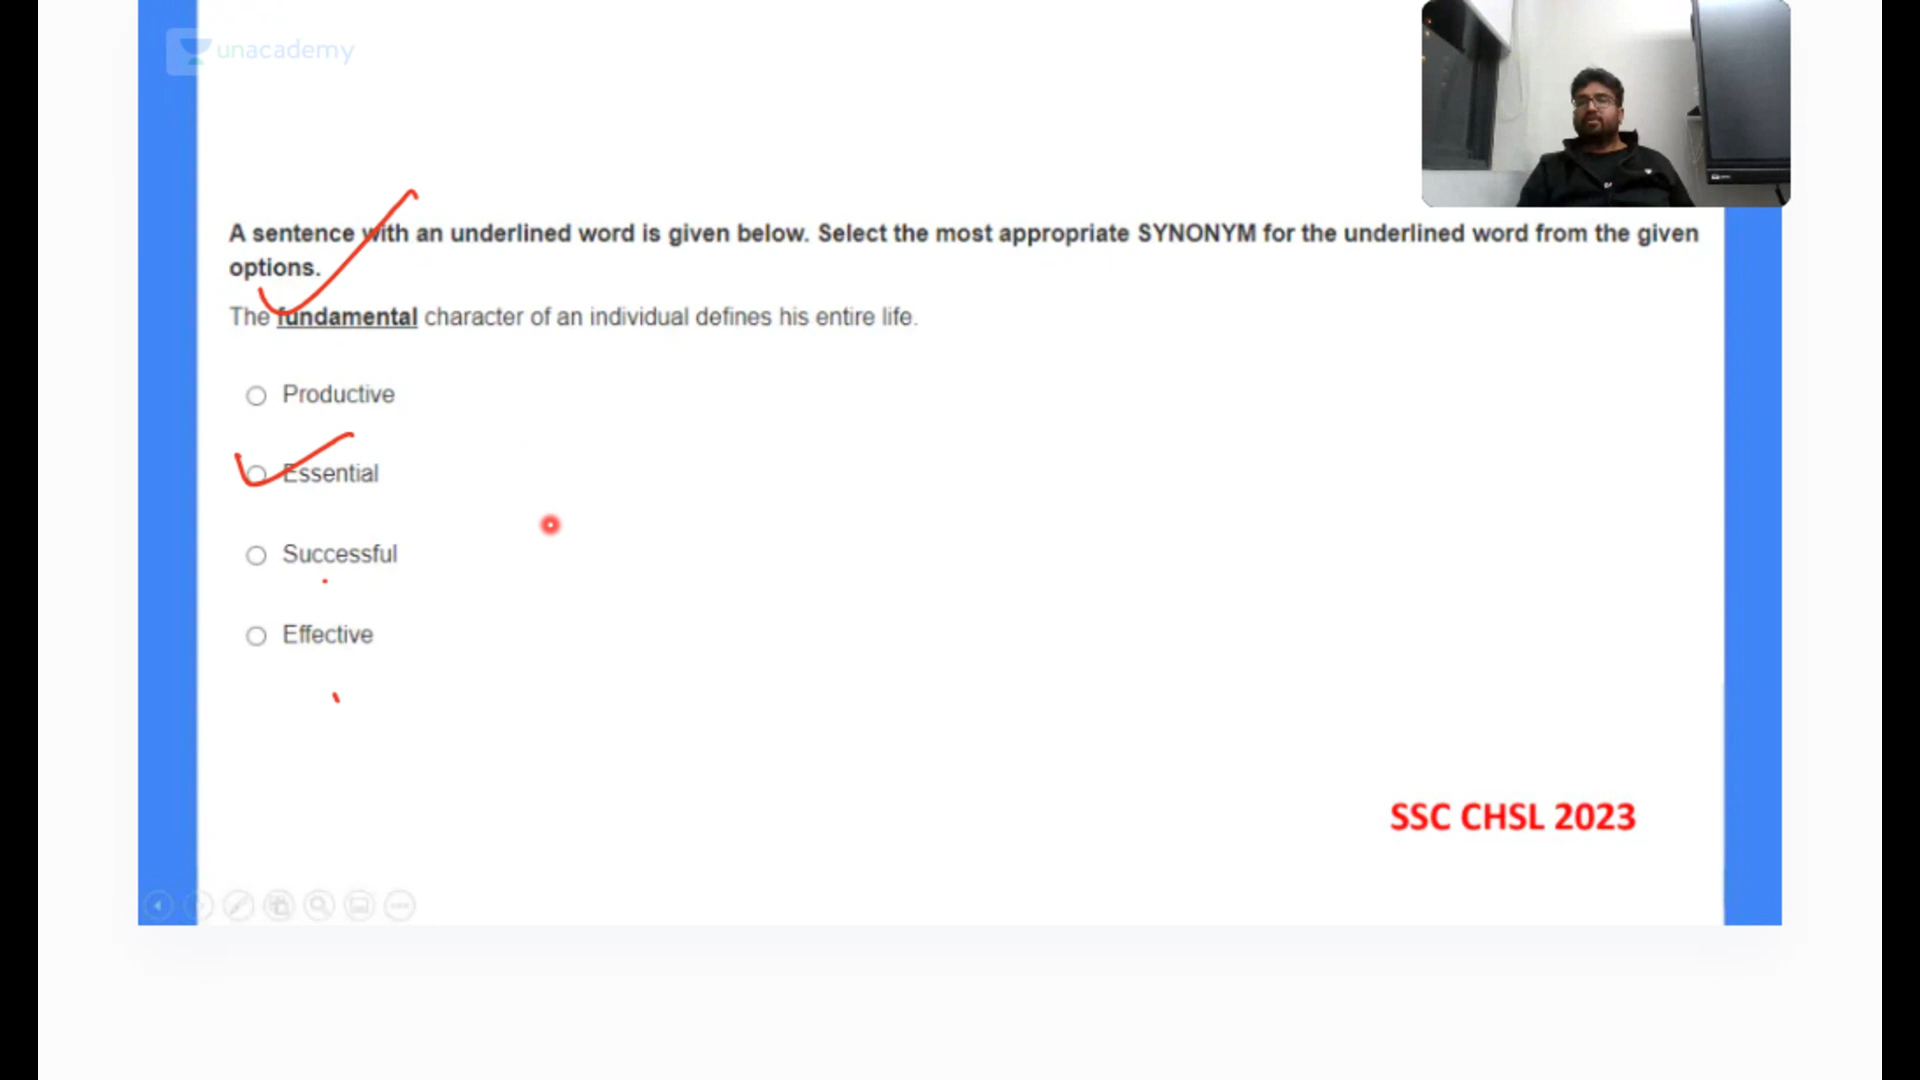 unacademy
A sentence with an underlined word is given below. Select the most appropriate SYNONYM for the underlined word from the given
options.
The fundamental character of an individual defines his entire life.
Productive
Essential
Successful
Effective
SSC CHSL 2023